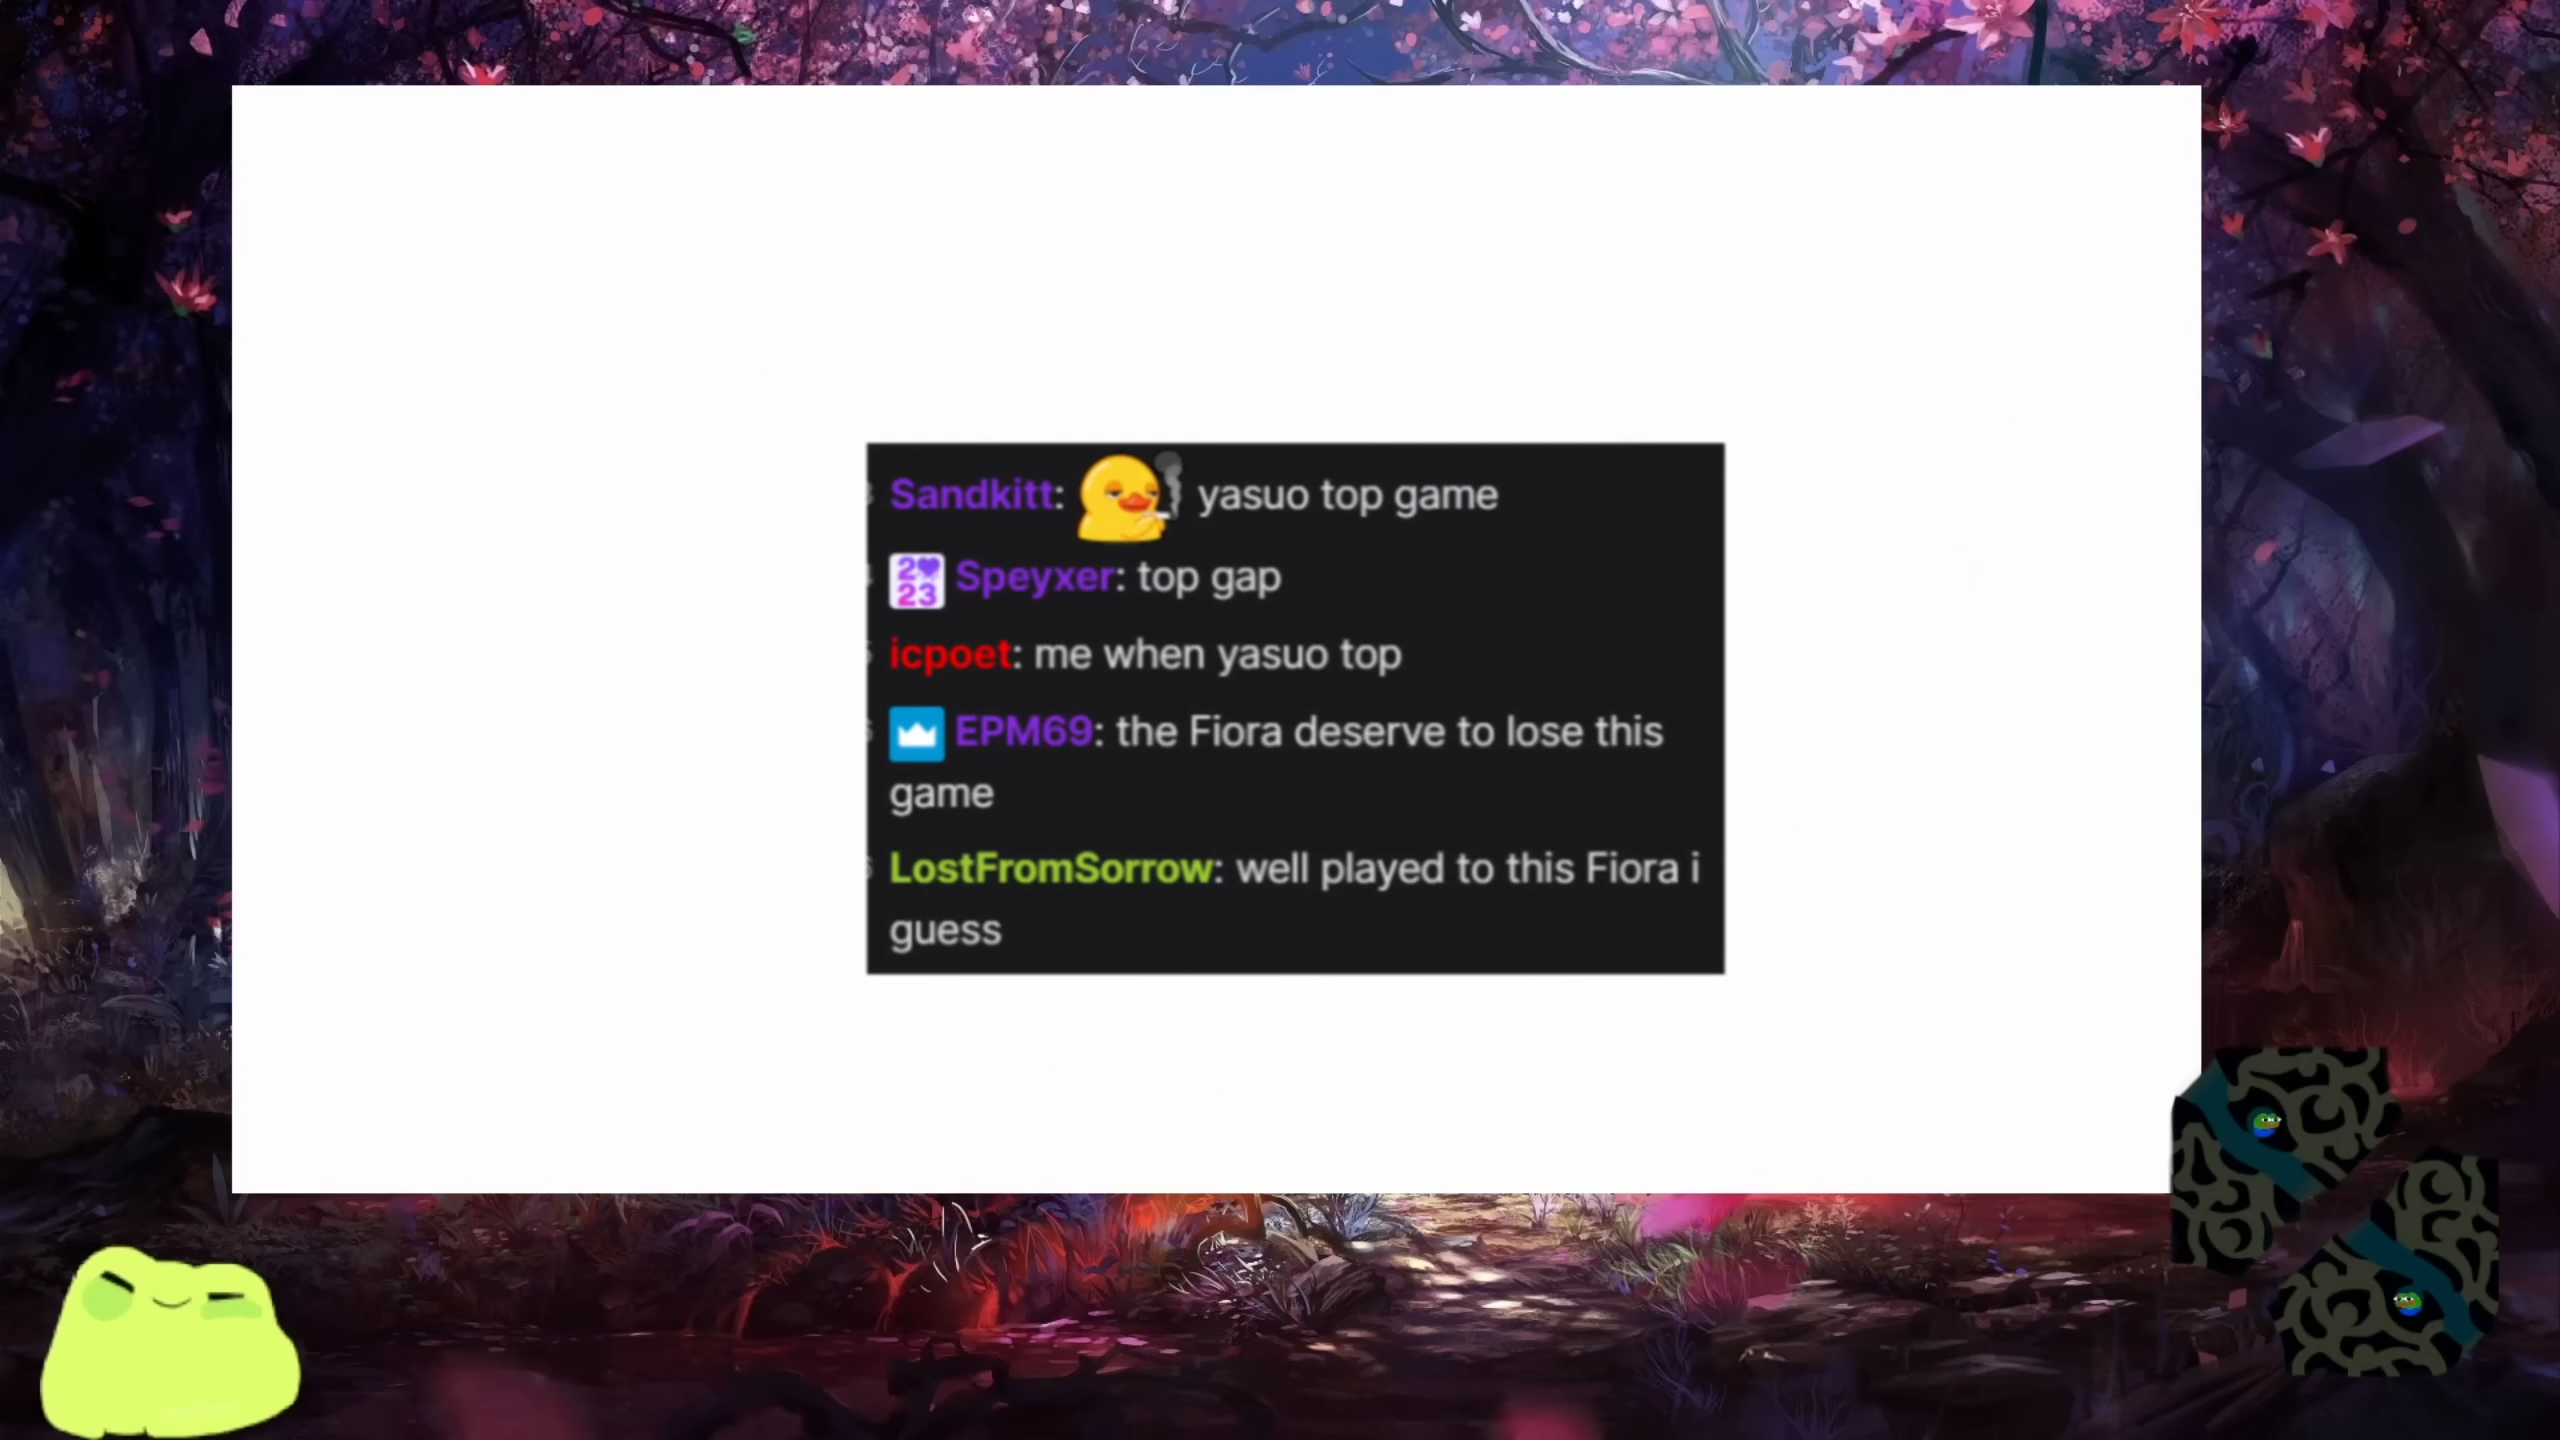 Sandkitt: yasuo top game
2023 Speyxer: top gap
icpoet: me when yasuo top
EPM69: the Fiora deserve to lose this
game
LostFromSorrow: well played to this Fiora i
guess